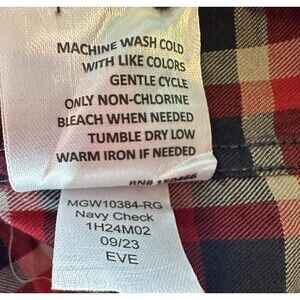 MACHINE WASH COLD
WITH LIKE COLORS
GENTLE CYCLE
ONLY NON-CHLORINE
BLEACH WHEN NEEDED
TUMBLE DRY LOW
WARM IRON IF NEEDED
RN#
MGW10384-RG
Navy Check
1H24M02
09/23
EVE